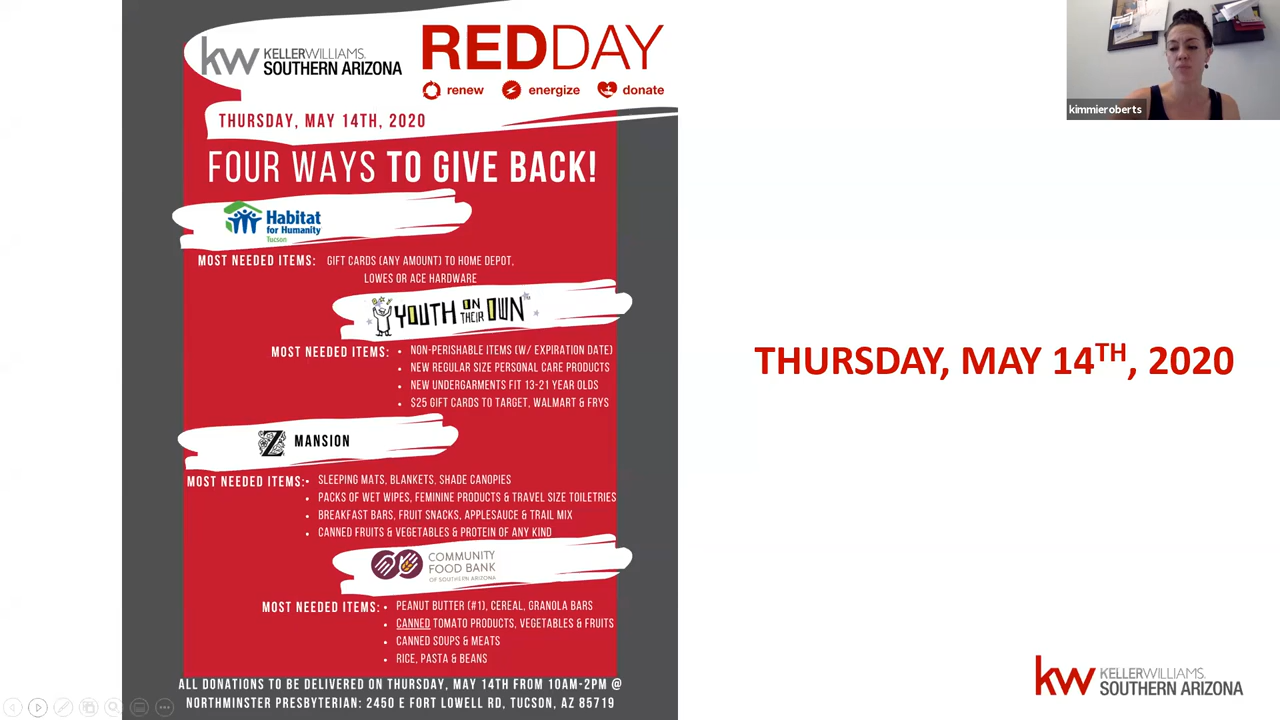 kw KELLERWILLIAMS.
SOUTHERN ARIZONA
REDDAY
renew energize donate
THURSDAY, MAY 14TH, 2020
FOUR WAYS TO GIVE BACK!
Habitat
for Humanity
Tucson
MOST NEEDED ITEMS: GIFT CARDS (ANY AMOUNT) TO HOME DEPOT,
LOWES OR ACE HARDWARE
YOUTH ON THEIR OWN
MOST NEEDED ITEMS: • NON-PERISHABLE ITEMS (W/ EXPIRATION DATE)
• NEW REGULAR SIZE PERSONAL CARE PRODUCTS
• NEW UNDERGARMENTS FIT 13-21 YEAR OLDS
• $25 GIFT CARDS TO TARGET, WALMART & FRYS
Z MANSION
MOST NEEDED ITEMS: • SLEEPING MATS, BLANKETS, SHADE CANOPIES
• PACKS OF WET WIPES, FEMININE PRODUCTS & TRAVEL SIZE TOILETRIES
• BREAKFAST BARS, FRUIT SNACKS, APPLESAUCE & TRAIL MIX
• CANNED FRUITS & VEGETABLES & PROTEIN OF ANY KIND
COMMUNITY
FOOD BANK
OF SOUTHERN ARIZONA
MOST NEEDED ITEMS: • PEANUT BUTTER (#1), CEREAL, GRANOLA BARS
• CANNED TOMATO PRODUCTS, VEGETABLES & FRUITS
• CANNED SOUPS & MEATS
• RICE, PASTA & BEANS
ALL DONATIONS TO BE DELIVERED ON THURSDAY, MAY 14TH FROM 10AM-2PM @
NORTHMINSTER PRESBYTERIAN: 2450 E FORT LOWELL RD, TUCSON, AZ 85719
kimmieroberts
THURSDAY, MAY 14TH, 2020
kw KELLERWILLIAMS.
SOUTHERN ARIZONA